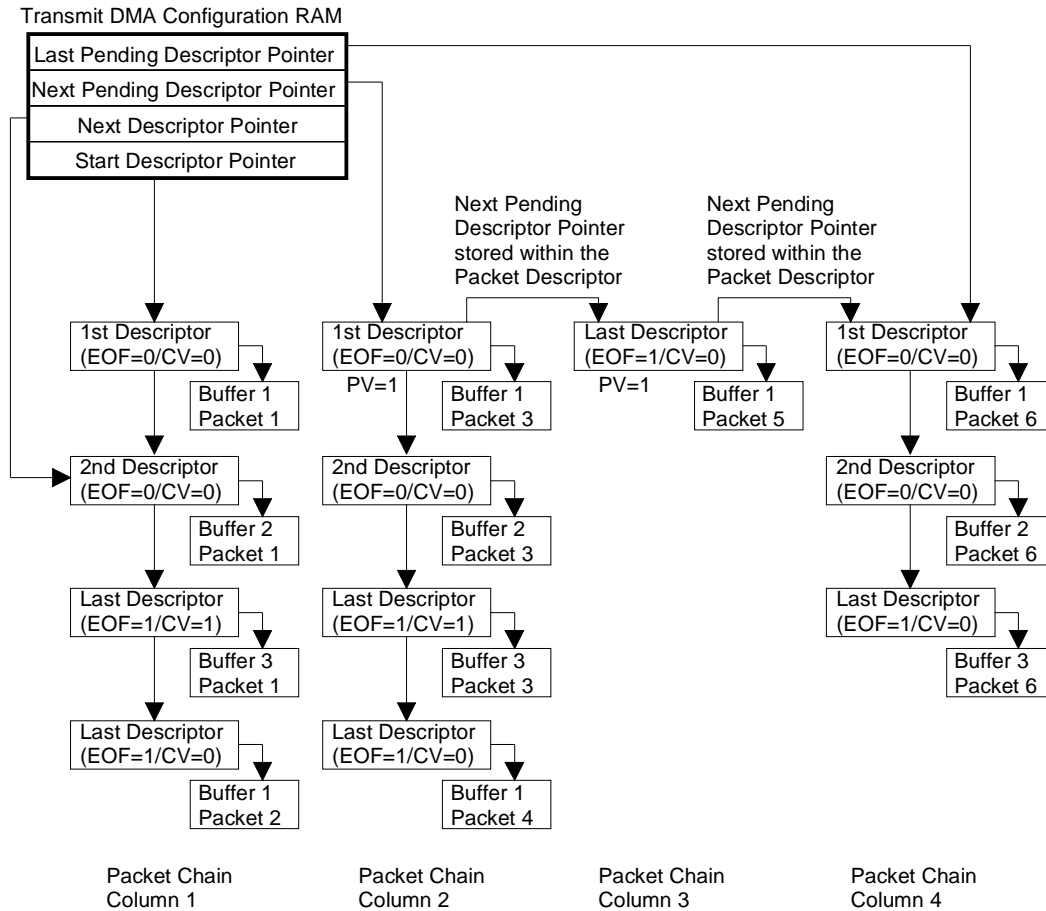 Transmit DMA Configuration RAM
Last Pending Descriptor Pointer
Next Pending Descriptor Pointer
Next Descriptor Pointer
Start Descriptor Pointer
Next Pending
Descriptor Pointer
stored within the
Packet Descriptor
Next Pending
Descriptor Pointer
stored within the
Packet Descriptor
1st Descriptor
(EOF=0/CV=0)
Buffer 1
Packet 1
2nd Descriptor
(EOF=0/CV=0)
Buffer 2
Packet 1
Last Descriptor
(EOF=1/CV=1)
Buffer 3
Packet 1
Last Descriptor
(EOF=1/CV=0)
Buffer 1
Packet 2
Packet Chain
Column 1
1st Descriptor
(EOF=0/CV=0)
PV=1
Buffer 1
Packet 3
2nd Descriptor
(EOF=0/CV=0)
Buffer 2
Packet 3
Last Descriptor
(EOF=1/CV=1)
Buffer 3
Packet 3
Last Descriptor
(EOF=1/CV=0)
Buffer 1
Packet 4
Packet Chain
Column 2
Last Descriptor
(EOF=1/CV=0)
PV=1
Buffer 1
Packet 5
Packet Chain
Column 3
1st Descriptor
(EOF=0/CV=0)
Buffer 1
Packet 6
2nd Descriptor
(EOF=0/CV=0)
Buffer 2
Packet 6
Last Descriptor
(EOF=1/CV=0)
Buffer 3
Packet 6
Packet Chain
Column 4